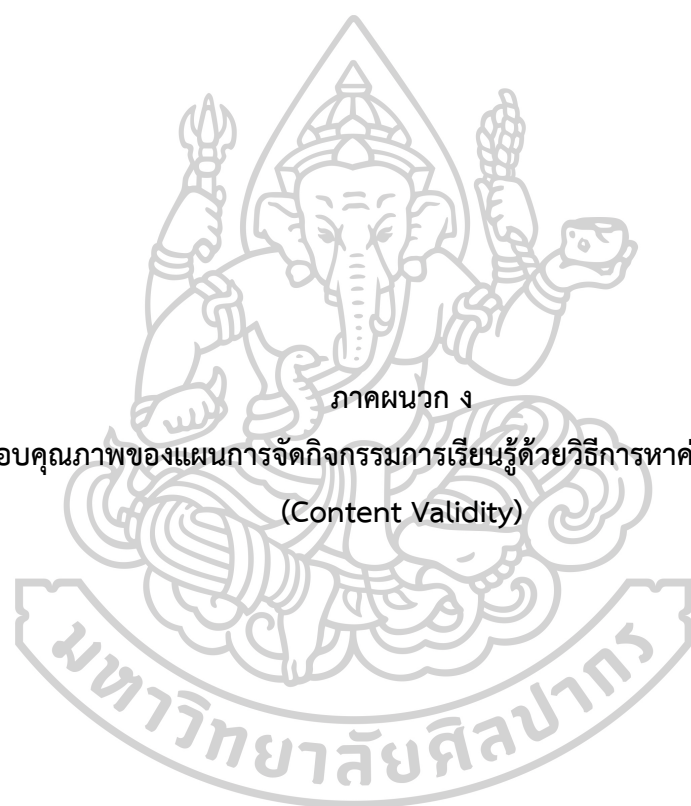 ภาคผนวก ง
อบคุณภาพของแผนการจัดกิจกรรมการเรียนรู้ด้วยวิธีการหาค่
(Content Validity)
มหาวิทยาลัยศิลปากร